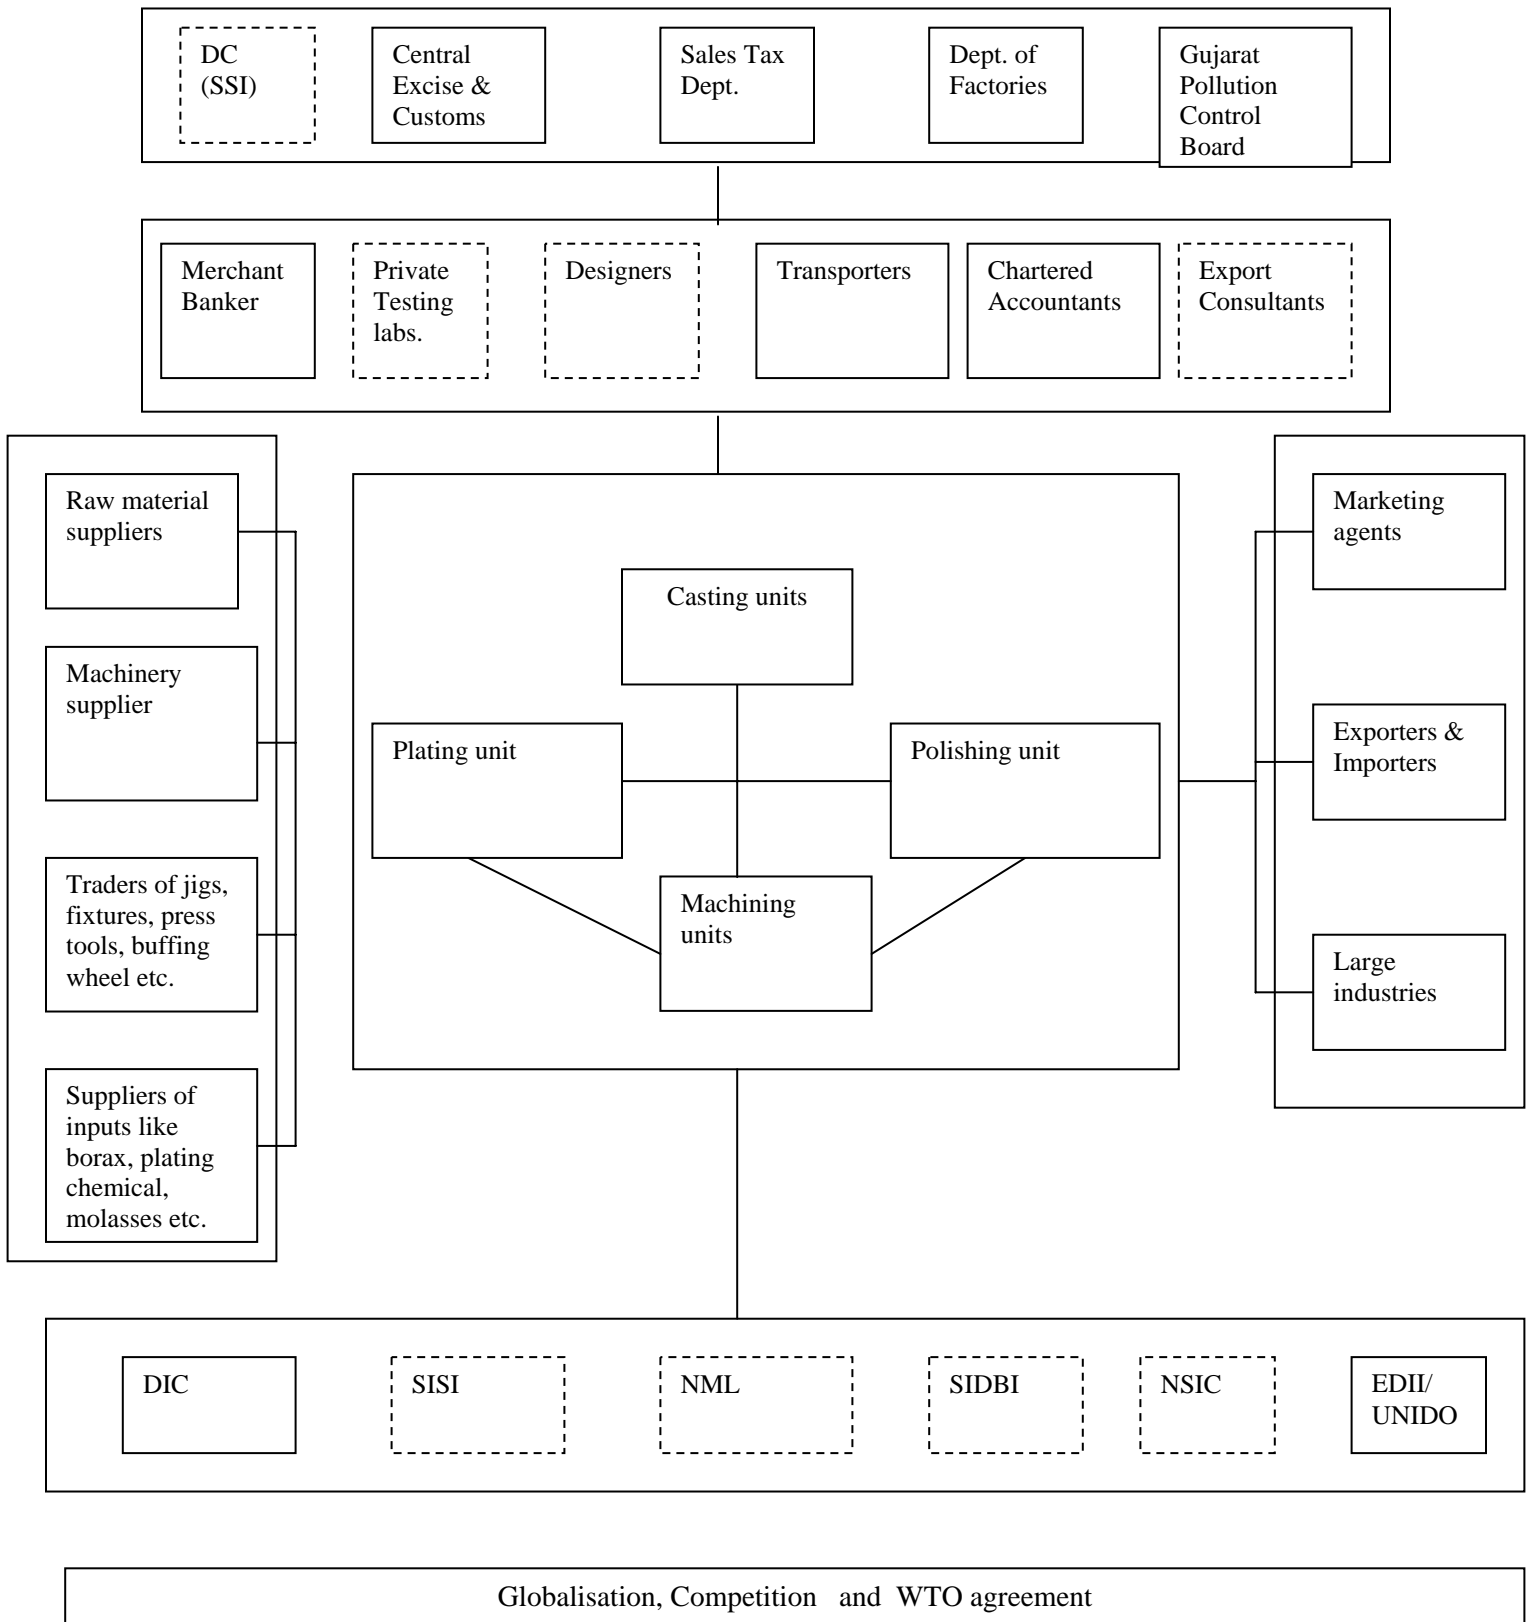 DC
(SSI)
Central
Excise &
Customs
Sales Tax
Dept.
Dept. of
Factories
Gujarat
Pollution
Control
Board
Merchant
Banker
Private
Testing
labs.
Designers
Transporters
Chartered
Accountants
Export
Consultants
Raw material
suppliers
Machinery
supplier
Traders of jigs,
fixtures, press
tools, buffing
wheel etc.
Suppliers of
inputs like
borax, plating
chemical,
molasses etc.
Casting units
Plating unit
Polishing unit
Machining
units
Marketing
agents
Exporters &
Importers
Large
industries
DIC
SISI
NML
SIDBI
NSIC
EDII/
UNIDO
Globalisation, Competition and WTO agreement